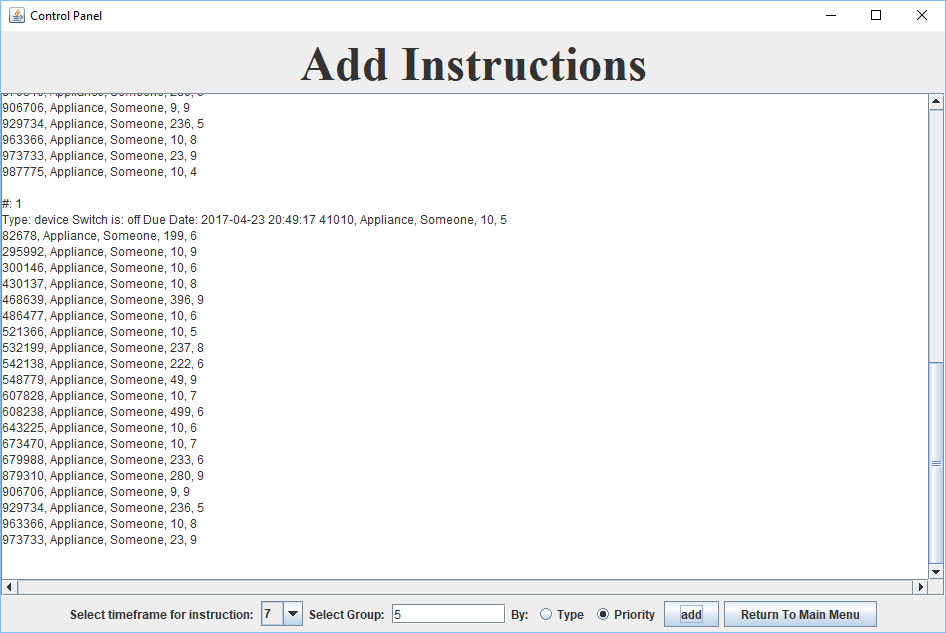 Control Panel
Add Instructions
906706, Appliance, Someone, 9, 9
929734, Appliance, Someone, 236, 5
963366, Appliance, Someone, 10, 8
973733, Appliance, Someone, 23, 9
987775, Appliance, Someone, 10, 4
#: 1
Type: device Switch is: off Due Date: 2017-04-23 20:49:17 41010, Appliance, Someone, 10, 5
82678, Appliance, Someone, 199, 6
295992, Appliance, Someone, 10, 9
300146, Appliance, Someone, 10, 6
430137, Appliance, Someone, 10, 8
468639, Appliance, Someone, 396, 9
486477, Appliance, Someone, 10, 6
521366, Appliance, Someone, 10, 5
532199, Appliance, Someone, 237, 8
542138, Appliance, Someone, 222, 6
548779, Appliance, Someone, 49, 9
607828, Appliance, Someone, 10, 7
608238, Appliance, Someone, 499, 6
643225, Appliance, Someone, 10, 6
673470, Appliance, Someone, 10, 7
679988, Appliance, Someone, 233, 6
879310, Appliance, Someone, 280, 9
906706, Appliance, Someone, 9, 9
929734, Appliance, Someone, 236, 5
963366, Appliance, Someone, 10, 8
973733, Appliance, Someone, 23, 9
Select timeframe for instruction: 7 Select Group: 5 By: Type Priority add Return To Main Menu